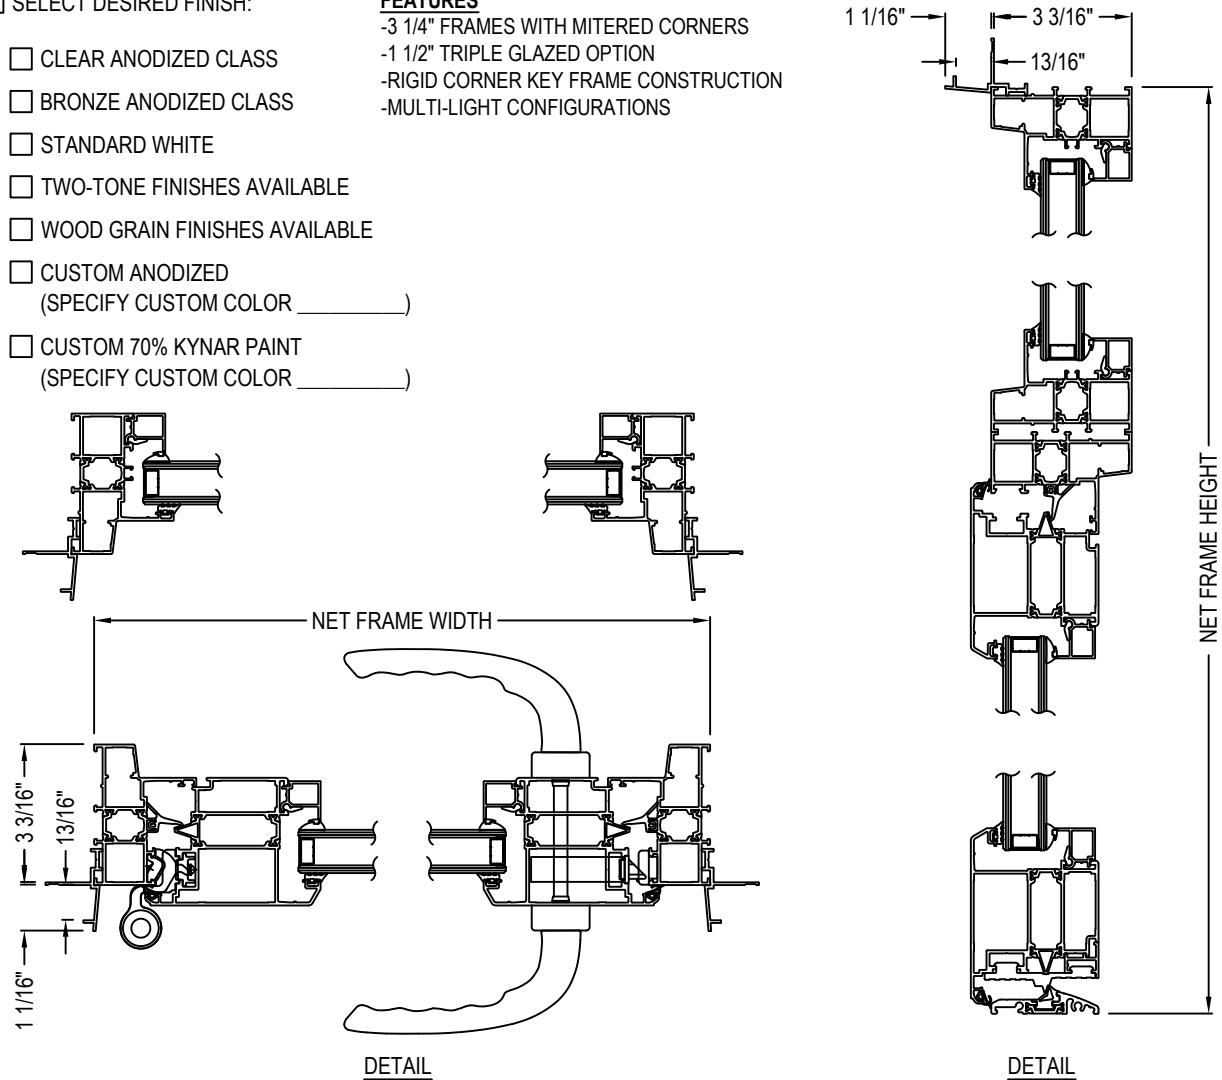 SELECT DESIRED FINISH:
CLEAR ANODIZED CLASS
BRONZE ANODIZED CLASS
STANDARD WHITE
TWO-TONE FINISHES AVAILABLE
WOOD GRAIN FINISHES AVAILABLE
CUSTOM ANODIZED
(SPECIFY CUSTOM COLOR __________)
CUSTOM 70% KYNAR PAINT
(SPECIFY CUSTOM COLOR __________)
FEATURES
-3 1/4" FRAMES WITH MITERED CORNERS
-1 1/2" TRIPLE GLAZED OPTION
-RIGID CORNER KEY FRAME CONSTRUCTION
-MULTI-LIGHT CONFIGURATIONS
1 1/16"
3 3/16"
13/16"
NET FRAME HEIGHT
NET FRAME WIDTH
3 3/16"
13/16"
1 1/16"
DETAIL
DETAIL